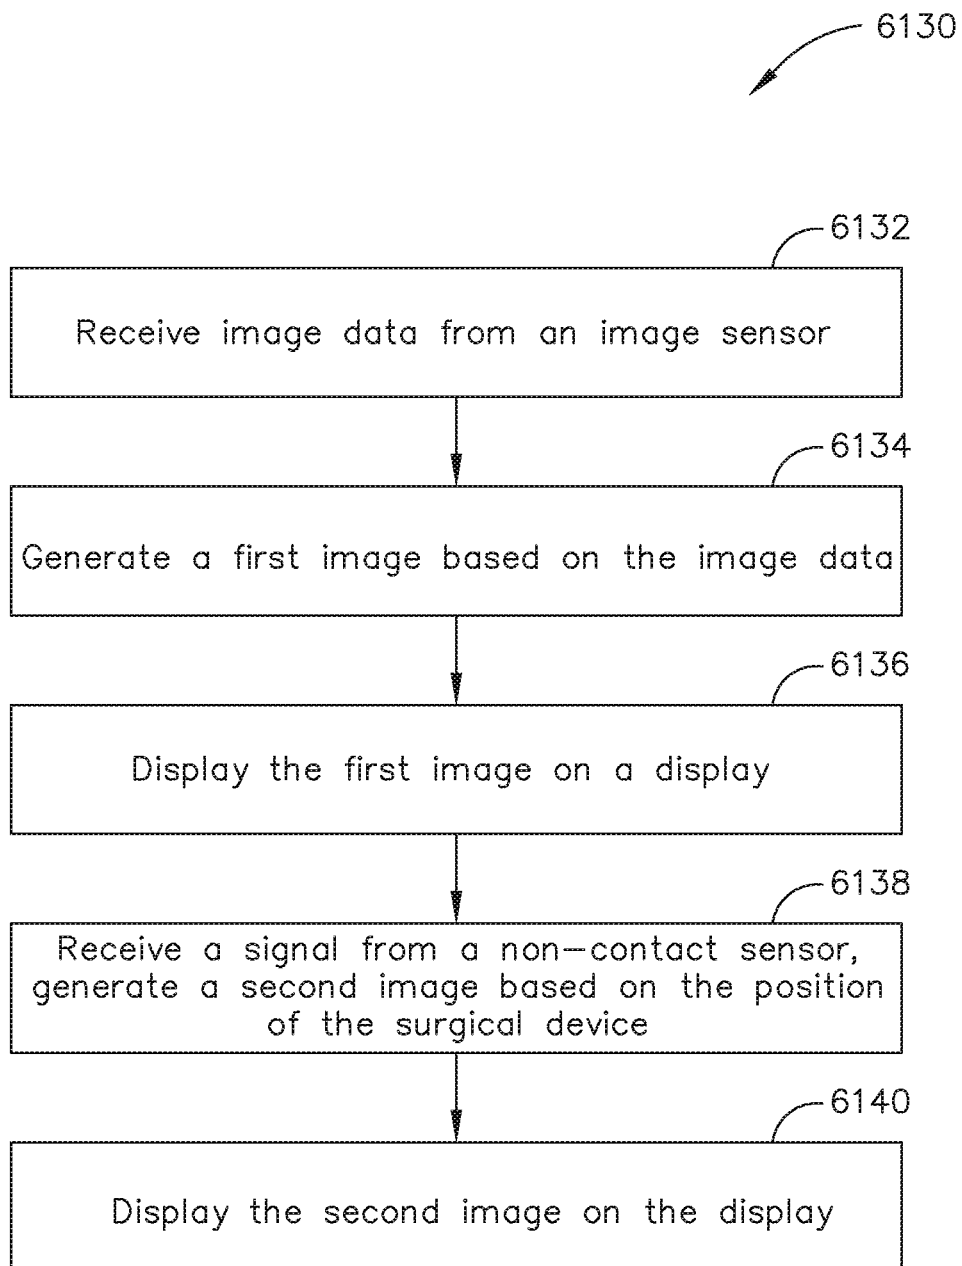 6130
6132
Receive image data from an image sensor
6134
Generate a first image based on the image data
6136
Display the first image on a display
6138
Receive a signal from a non-contact sensor,
generate a second image based on the position
of the surgical device
6140
Display the second image on the display